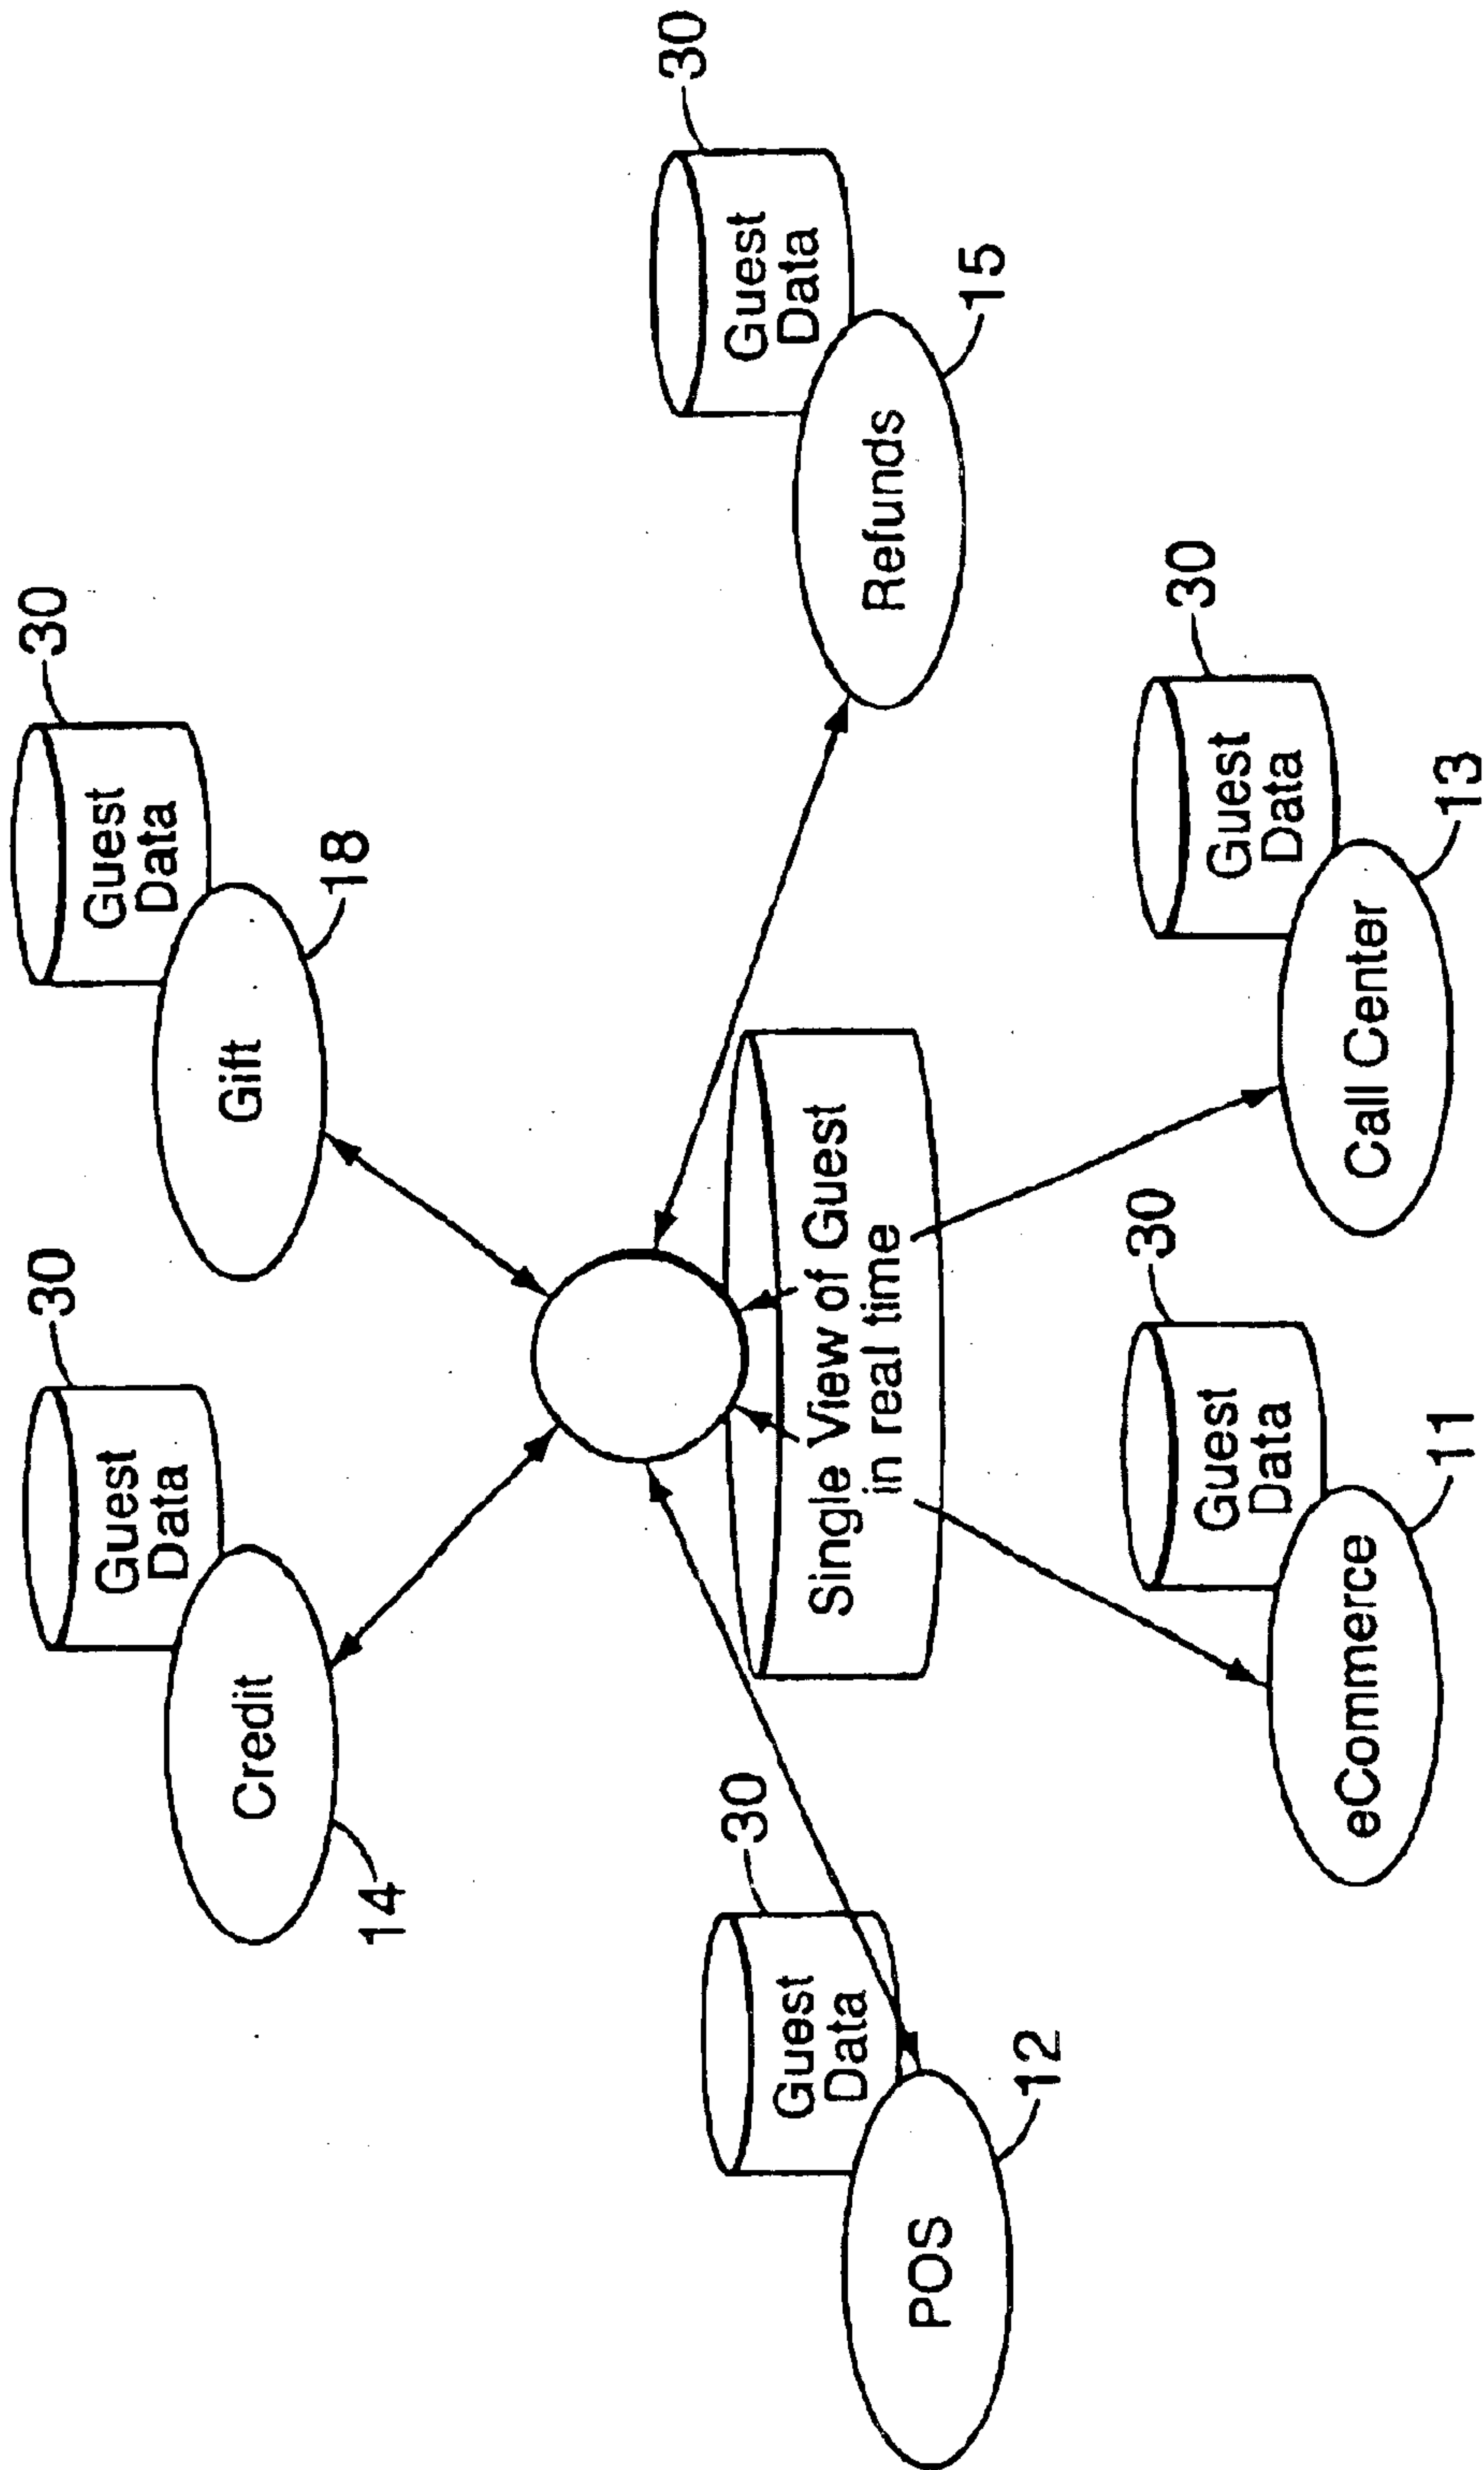 30
Guest
Data
Credit
14
30
Guest
Data
Gift
18
30
Guest
Data
POS
12
Single View of Guest
in real time
30
Guest
Data
Refunds
15
30
Guest
Data
eCommerce
11
30
Guest
Data
Call Center
13